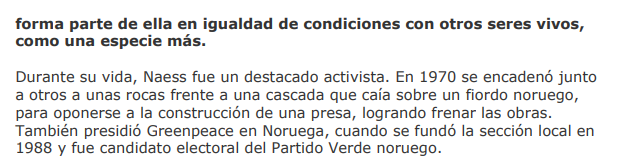 forma parte de ella en igualdad de condiciones con otros seres vivos,
como una especie más.
Durante su vida, Naess fue un destacado activista. En 1970 se encadenó junto
a otros a unas rocas frente a una cascada que caía sobre un fiordo noruego,
para oponerse a la construcción de una presa, logrando frenar las obras.
También presidió Greenpeace en Noruega, cuando se fundó la sección local en
1988 y fue candidato electoral del Partido Verde noruego.